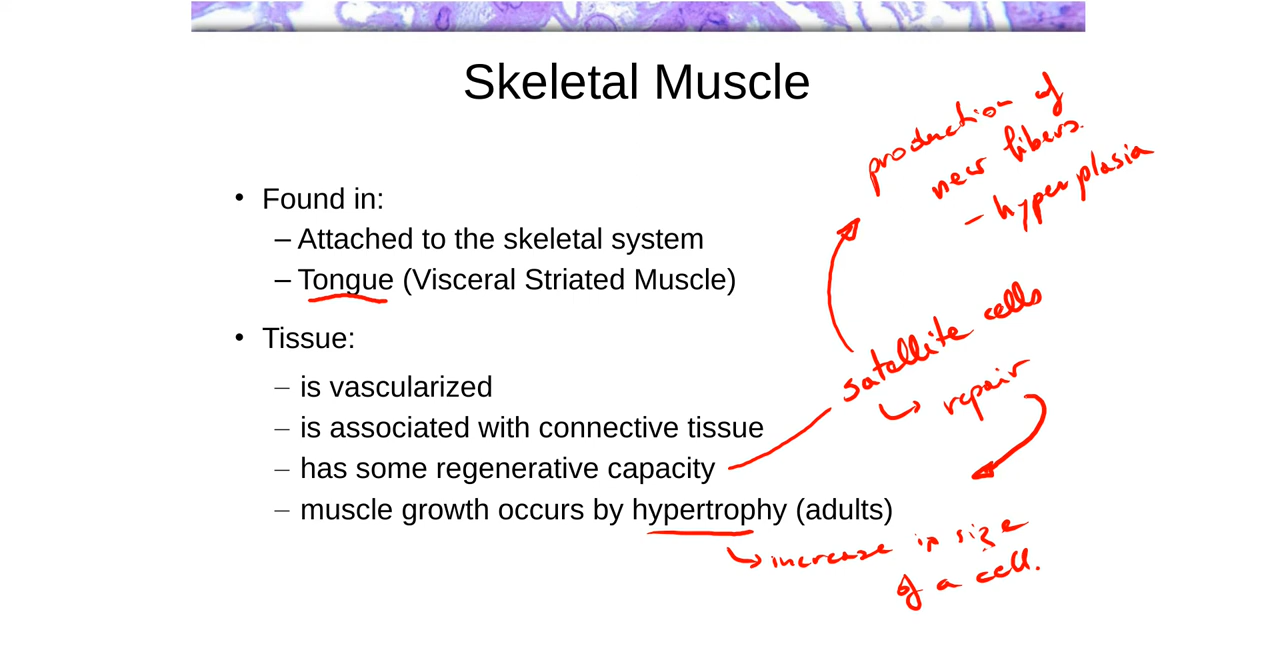 Skeletal Muscle
• Found in:
– Attached to the skeletal system
– Tongue (Visceral Striated Muscle)
• Tissue:
– is vascularized
– is associated with connective tissue
– has some regenerative capacity
– muscle growth occurs by hypertrophy (adults)
production of
new fibers.
- hyperplasia
satellite cells
↳ repair
↳ increase in size
of a cell.